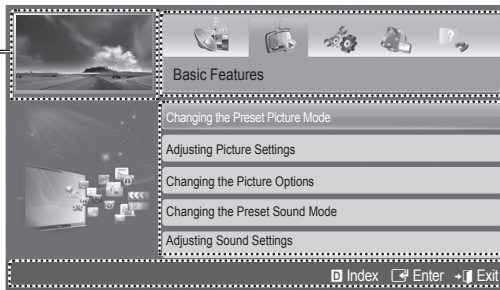 Basic Features
Changing the Preset Picture Mode
Adjusting Picture Settings
Changing the Picture Options
Changing the Preset Sound Mode
Adjusting Sound Settings
D Index Enter Exit